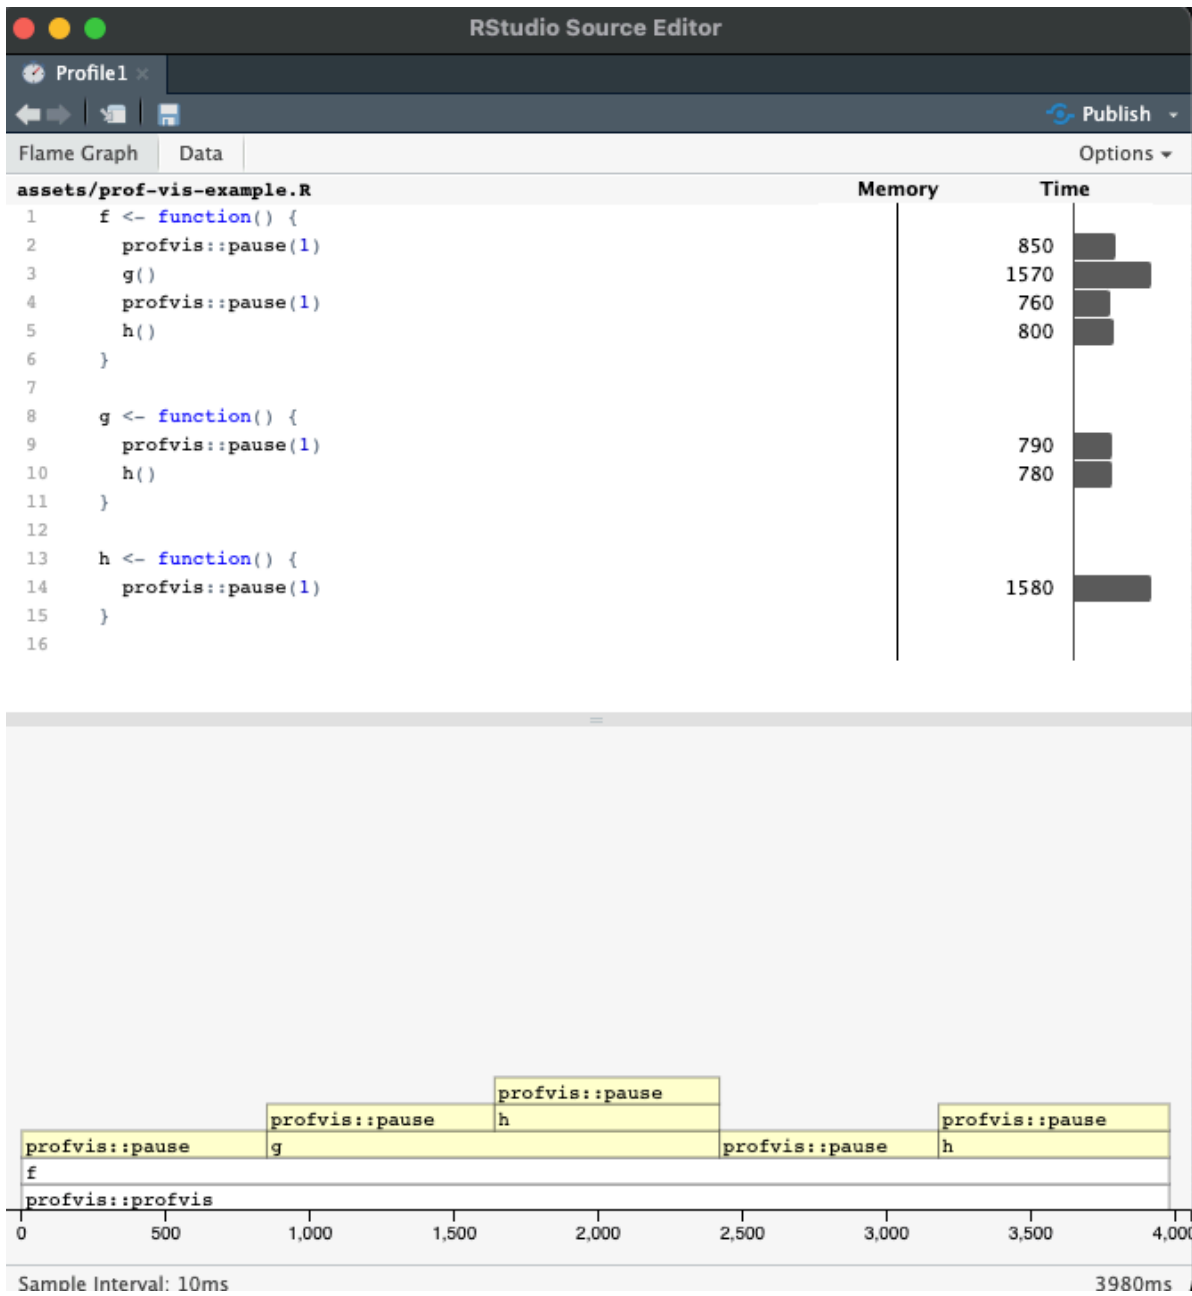 RStudio Source Editor
Profile1 ×
Publish
Flame Graph Data Options
assets/prof-vis-example.R Memory Time
1 f <- function() {
2 profvis::pause(1) 850
3 g() 1570
4 profvis::pause(1) 760
5 h() 800
6 }
7
8 g <- function() {
9 profvis::pause(1) 790
10 h() 780
11 }
12
13 h <- function() {
14 profvis::pause(1) 1580
15 }
16
profvis::pause
profvis::pause h profvis::pause
profvis::pause g profvis::pause h
f
profvis::profvis
0 500 1,000 1,500 2,000 2,500 3,000 3,500 4,000
Sample Interval: 10ms 3980ms